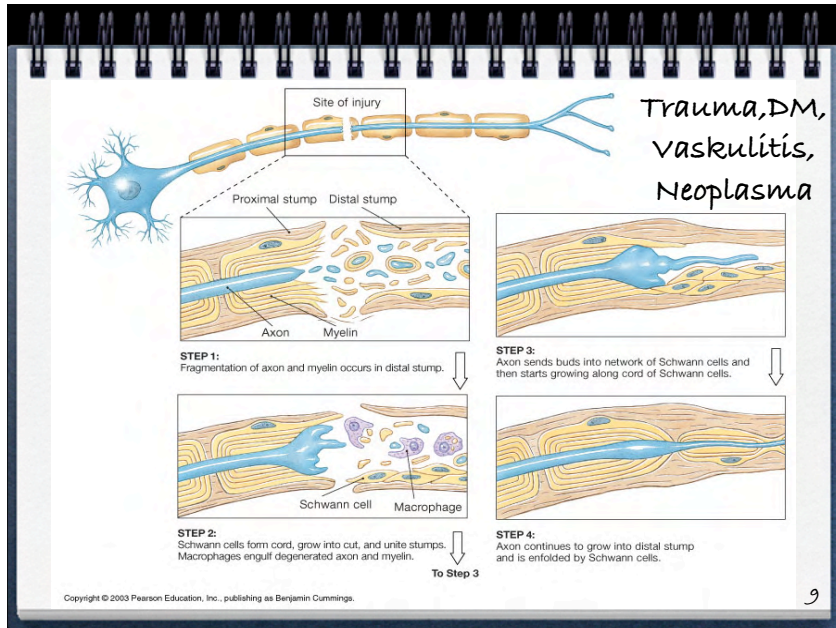 Trauma,DM,
Vaskulitis,
Neoplasma
Site of injury
Proximal stump Distal stump
Axon Myelin
STEP 1:
Fragmentation of axon and myelin occurs in distal stump.
Schwann cell Macrophage
STEP 2:
Schwann cells form cord, grow into cut, and unite stumps.
Macrophages engulf degenerated axon and myelin.
To Step 3
STEP 3:
Axon sends buds into network of Schwann cells and
then starts growing along cord of Schwann cells.
STEP 4:
Axon continues to grow into distal stump
and is enfolded by Schwann cells.
Copyright © 2003 Pearson Education, Inc., publishing as Benjamin Cummings.
9